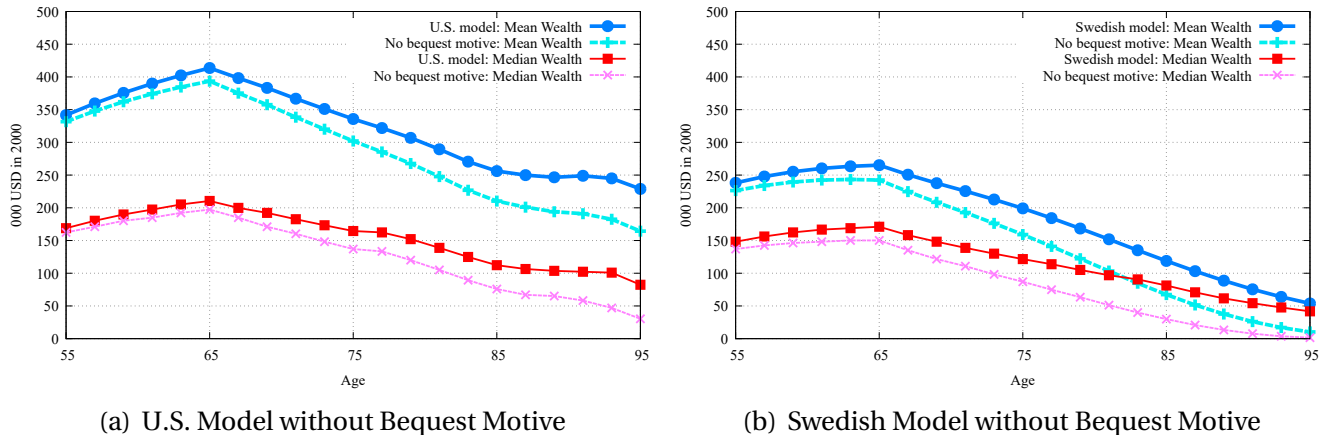 500
450
400
350
300
250
200
150
100
50
0
0000 USD in 2000
U.S. model: Mean Wealth
No bequest motive: Mean Wealth
U.S. model: Median Wealth
No bequest motive: Median Wealth
55 65 75 85 95
Age
(a) U.S. Model without Bequest Motive
500
450
400
350
300
250
200
150
100
50
0
0000 USD in 2000
Swedish model: Mean Wealth
No bequest motive: Mean Wealth
Swedish model: Median Wealth
No bequest motive: Median Wealth
55 65 75 85 95
Age
(b) Swedish Model without Bequest Motive